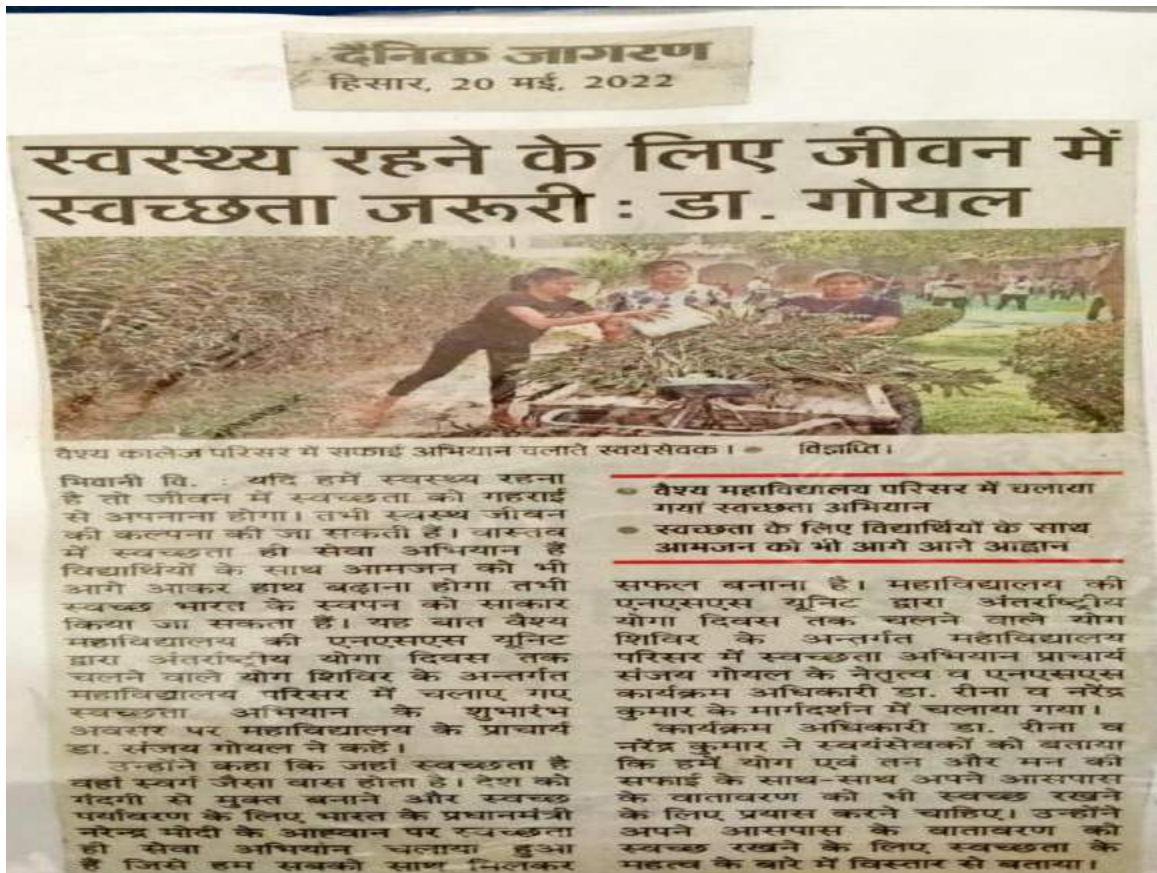 दैनिक जागरण
हिसार, 20 मई, 2022
स्वस्थ्य रहने के लिए जीवन में
स्वच्छता जरूरी : डा. गोयल
वैश्य कालेज परिसर में सफाई अभियान चलाते स्वयंसेवक। ● विज्ञप्ति।
भिवानी वि. : यदि हमें स्वस्थ्य रहना
है तो जीवन में स्वच्छता को गहराई
से अपनाना होगा। तभी स्वस्थ जीवन
की कल्पना की जा सकती हैं। वास्तव
में स्वच्छता ही सेवा अभियान हैं
विद्यार्थियों के साथ आमजन को भी
आगे आकर हाथ बढ़ाना होगा तभी
स्वच्छ भारत के स्वपन को साकार
किया जा सकता हैं। यह बात वैश्य
महाविद्यालय की एनएसएस यूनिट
द्वारा अंतर्राष्ट्रीय योगा दिवस तक
चलने वाले योग शिविर के अन्तर्गत
महाविद्यालय परिसर में चलाए गए
स्वच्छता अभियान के शुभारंभ
अवसर पर महाविद्यालय के प्राचार्य
डा. संजय गोयल ने कहें।
उन्होंने कहा कि जहां स्वच्छता है
वहां स्वर्ग जैसा वास होता है। देश को
गंदगी से मुक्त बनाने और स्वच्छ
पर्यावरण के लिए भारत के प्रधानमंत्री
नरेन्द्र मोदी के आह्वान पर स्वच्छता
ही सेवा अभियान चलाया हुआ
हैं जिसे हम सबको साथ मिलकर
● वैश्य महाविद्यालय परिसर में चलाया
गया स्वच्छता अभियान
● स्वच्छता के लिए विद्यार्थियों के साथ
आमजन को भी आगे आने आह्वान
सफल बनाना है। महाविद्यालय की
एनएसएस यूनिट द्वारा अंतर्राष्ट्रीय
योगा दिवस तक चलने वाले योग
शिविर के अन्तर्गत महाविद्यालय
परिसर में स्वच्छता अभियान प्राचार्य
संजय गोयल के नेतृत्व व एनएसएस
कार्यक्रम अधिकारी डा. रीना व नरेंद्र
कुमार के मार्गदर्शन में चलाया गया।
कार्यक्रम अधिकारी डा. रीना व
नरेंद्र कुमार ने स्वयंसेवकों को बताया
कि हमें योग एवं तन और मन की
सफाई के साथ-साथ अपने आसपास
के वातावरण को भी स्वच्छ रखने
के लिए प्रयास करने चाहिए। उन्होंने
अपने आसपास के वातावरण को
स्वच्छ रखने के लिए स्वच्छता के
महत्व के बारे में विस्तार से बताया।